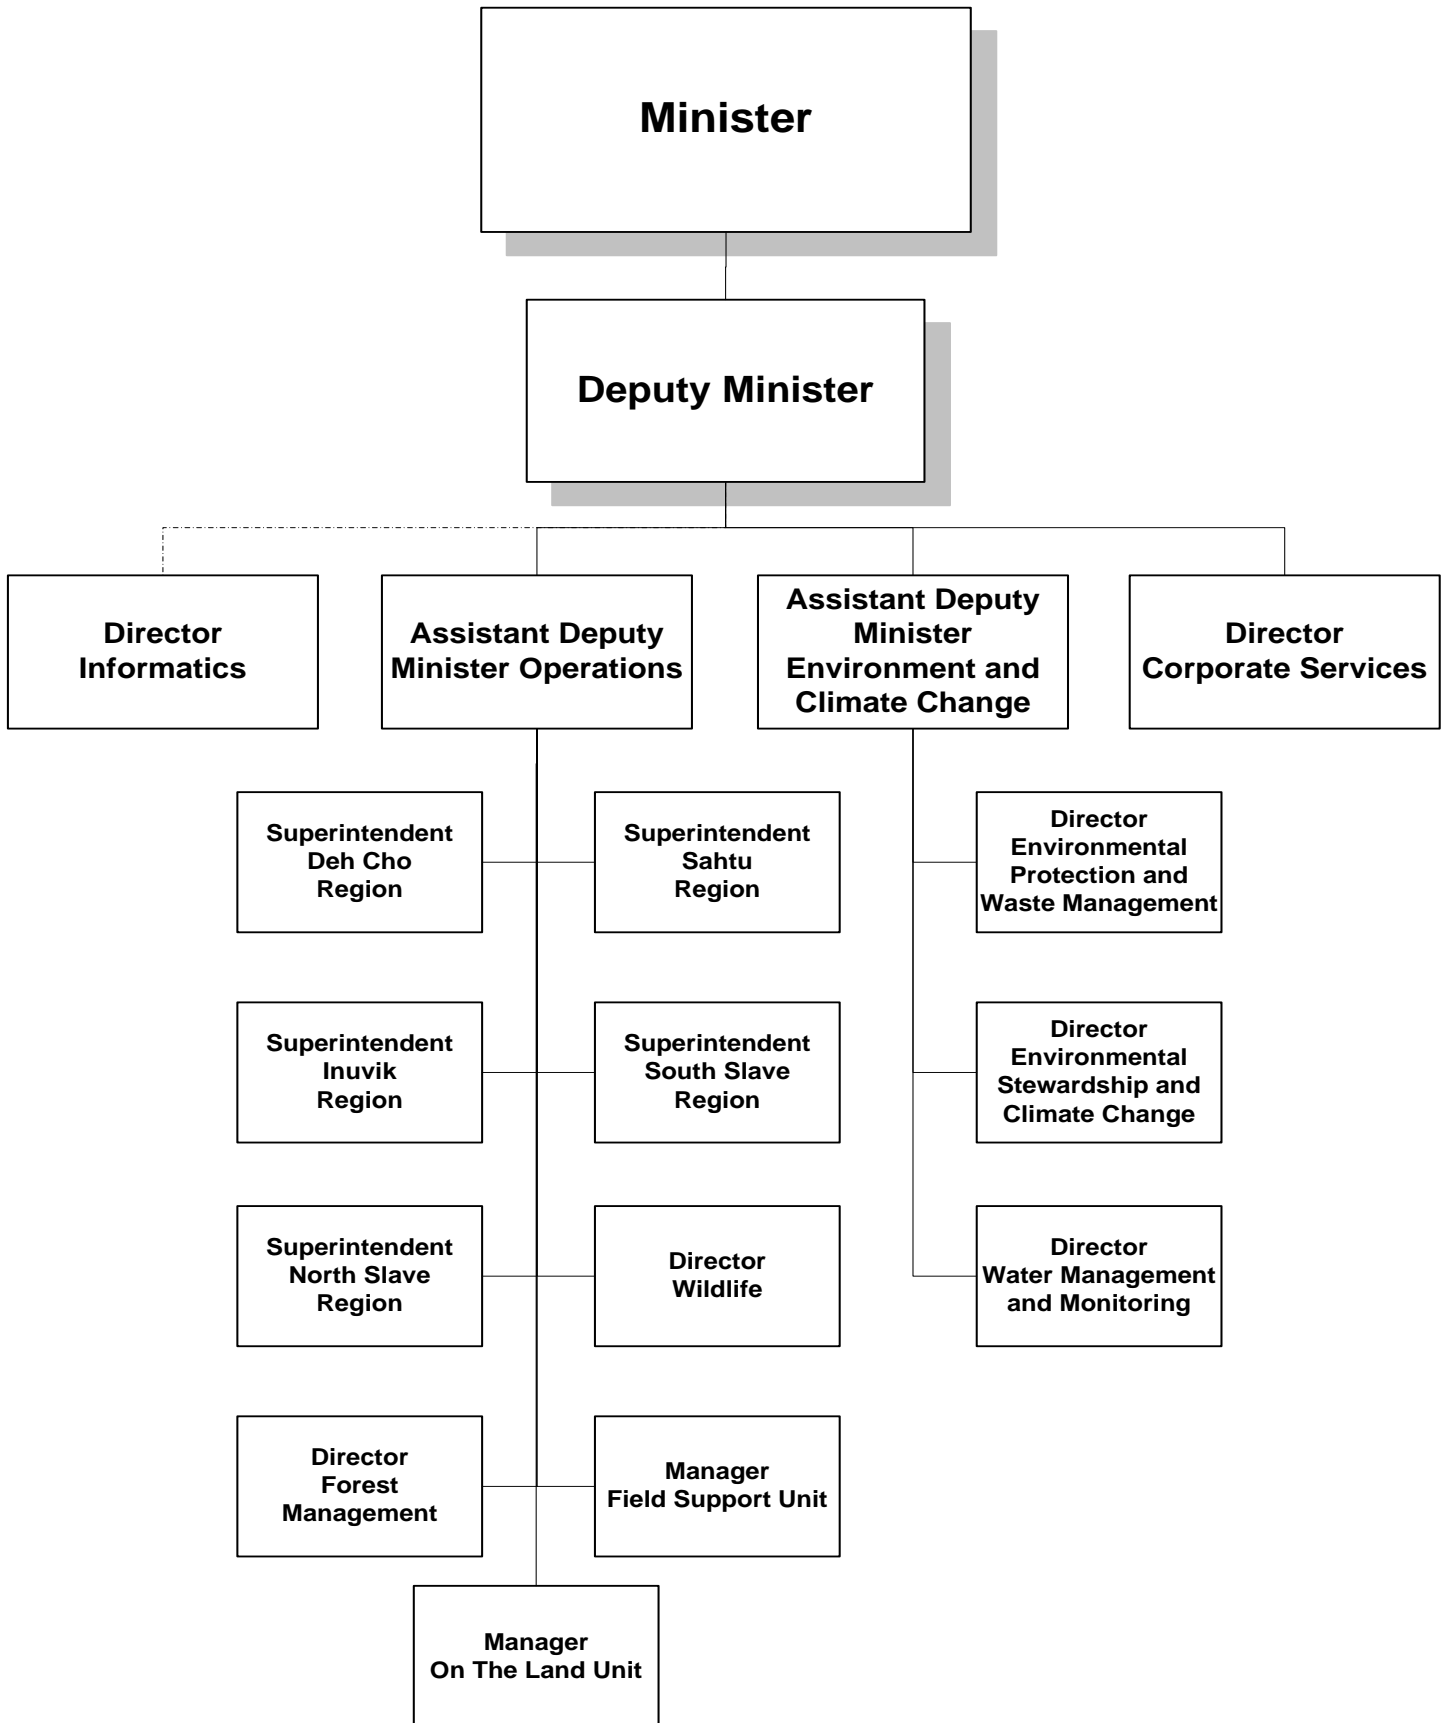 Minister
Deputy Minister
Director
Informatics
Assistant Deputy
Minister Operations
Assistant Deputy
Minister
Environment and
Climate Change
Director
Corporate Services
Superintendent
Deh Cho
Region
Superintendent
Sahtu
Region
Director
Environmental
Protection and
Waste Management
Superintendent
Inuvik
Region
Superintendent
South Slave
Region
Director
Environmental
Stewardship and
Climate Change
Superintendent
North Slave
Region
Director
Wildlife
Director
Water Management
and Monitoring
Director
Forest
Management
Manager
Field Support Unit
Manager
On The Land Unit